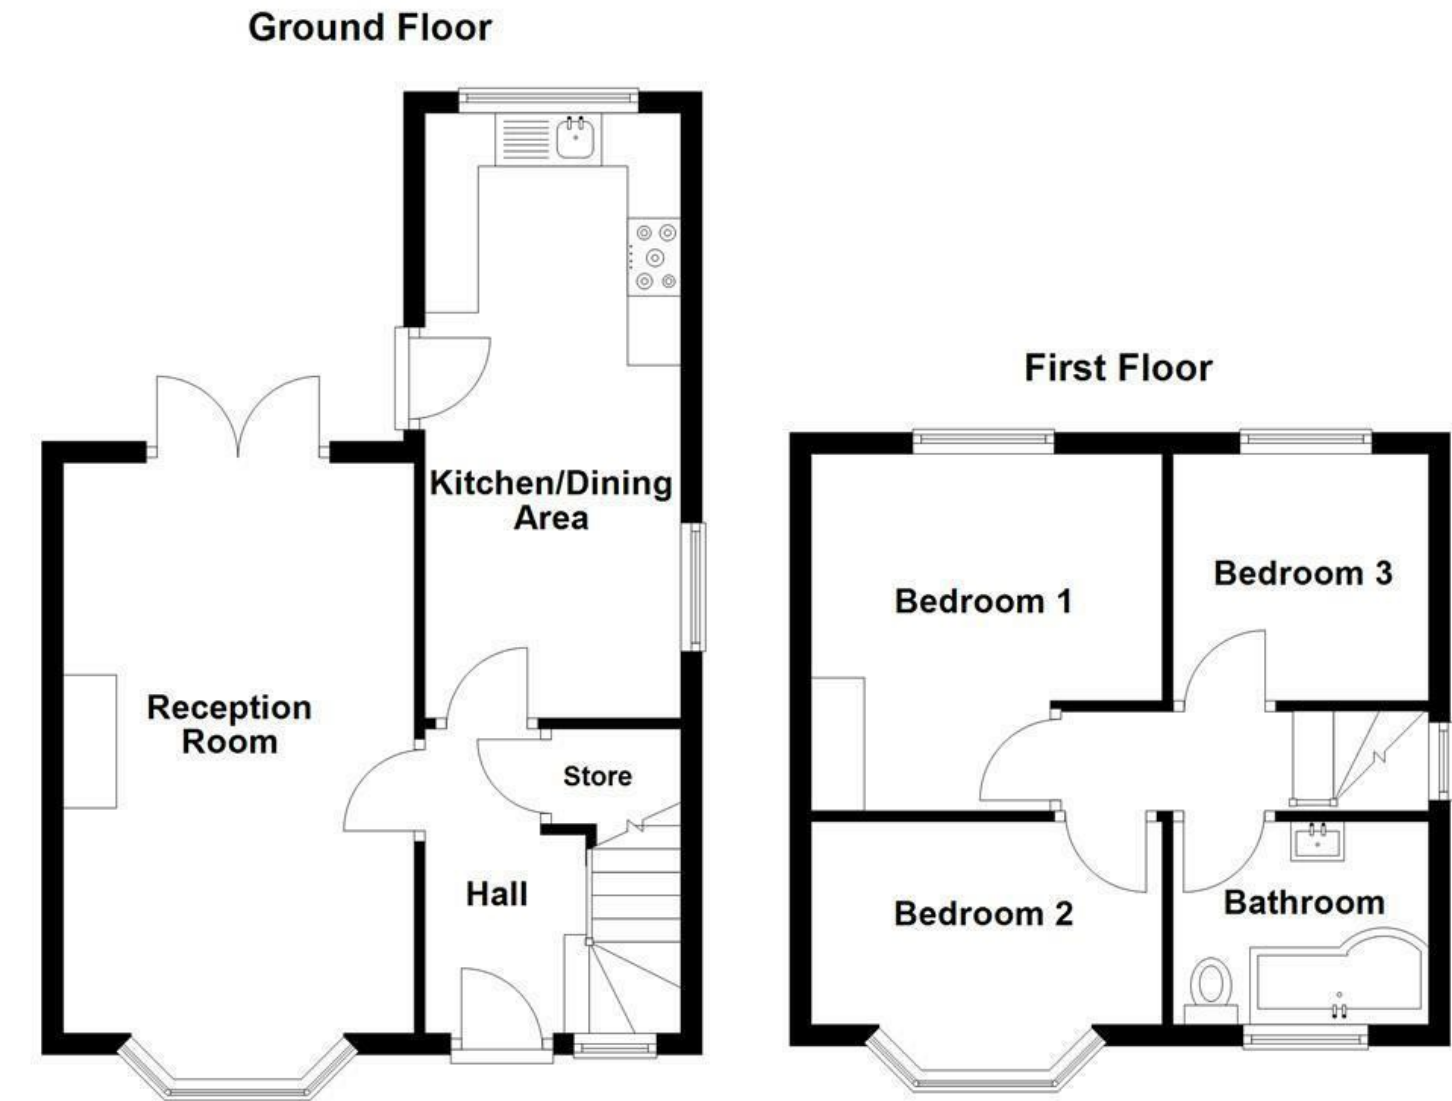 Ground Floor
Kitchen/Dining
Area
Reception
Room
Store
Hall
First Floor
Bedroom 1
Bedroom 3
Bedroom 2
Bathroom